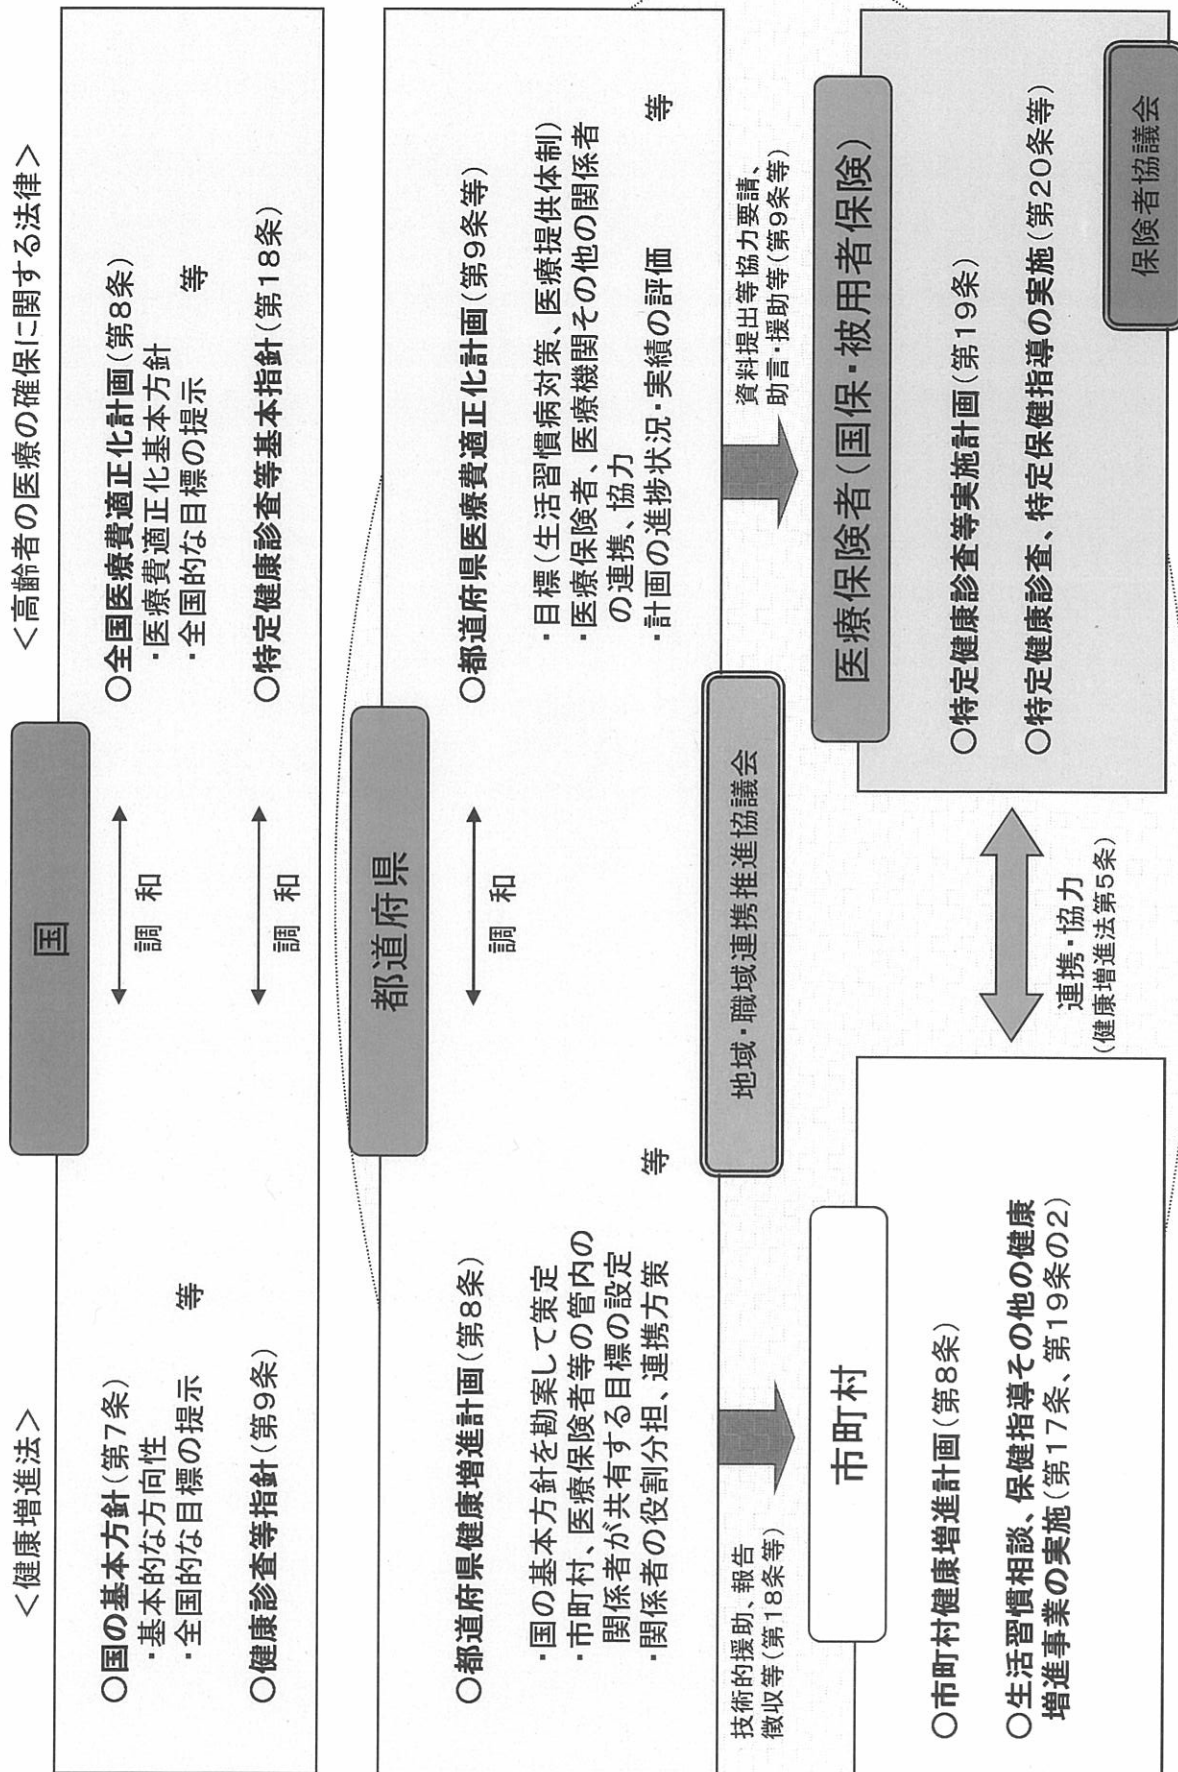 ＜健康増進法＞
＜高齢者の医療の確保に関する法律＞
国
○国の基本方針(第7条)
・基本的な方向性
・全国的な目標の提示　等
○健康診査等指針(第9条)
調 和
調 和
○全国医療費適正化計画(第8条)
・医療費適正化基本方針
・全国的な目標の提示　等
○特定健康診査等基本指針(第18条)
都道府県
○都道府県健康増進計画(第8条)
・国の基本方針を勘案して策定
・市町村、医療保険者等の管内の
関係者が共有する目標の設定
・関係者の役割分担、連携方策　等
調 和
○都道府県医療費適正化計画(第9条等)
・目標(生活習慣病対策、医療提供体制)
・医療保険者、医療機関その他の関係者
の連携、協力
・計画の進捗状況・実績の評価　等
地域・職域連携推進協議会
技術的援助、報告
徴収等(第18条等)
資料提出等協力要請、
助言・援助等(第9条等)
市町村
○市町村健康増進計画(第8条)
○生活習慣相談、保健指導その他の健康
増進事業の実施(第17条、第19条の2)
連携・協力
(健康増進法第5条)
医療保険者(国保・被用者保険)
○特定健康診査等実施計画(第19条)
○特定健康診査、特定保健指導の実施(第20条等)
保険者協議会